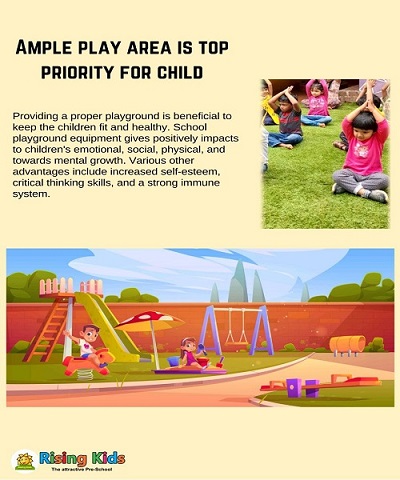 AMPLE PLAY AREA IS TOP
PRIORITY FOR CHILD
Providing a proper playground is beneficial to
keep the children fit and healthy. School
playground equipment gives positively impacts
to children's emotional, social, physical, and
towards mental growth. Various other
advantages include increased self-esteem,
critical thinking skills, and a strong immune
system.
Rising Kids
The attractive Pre-School